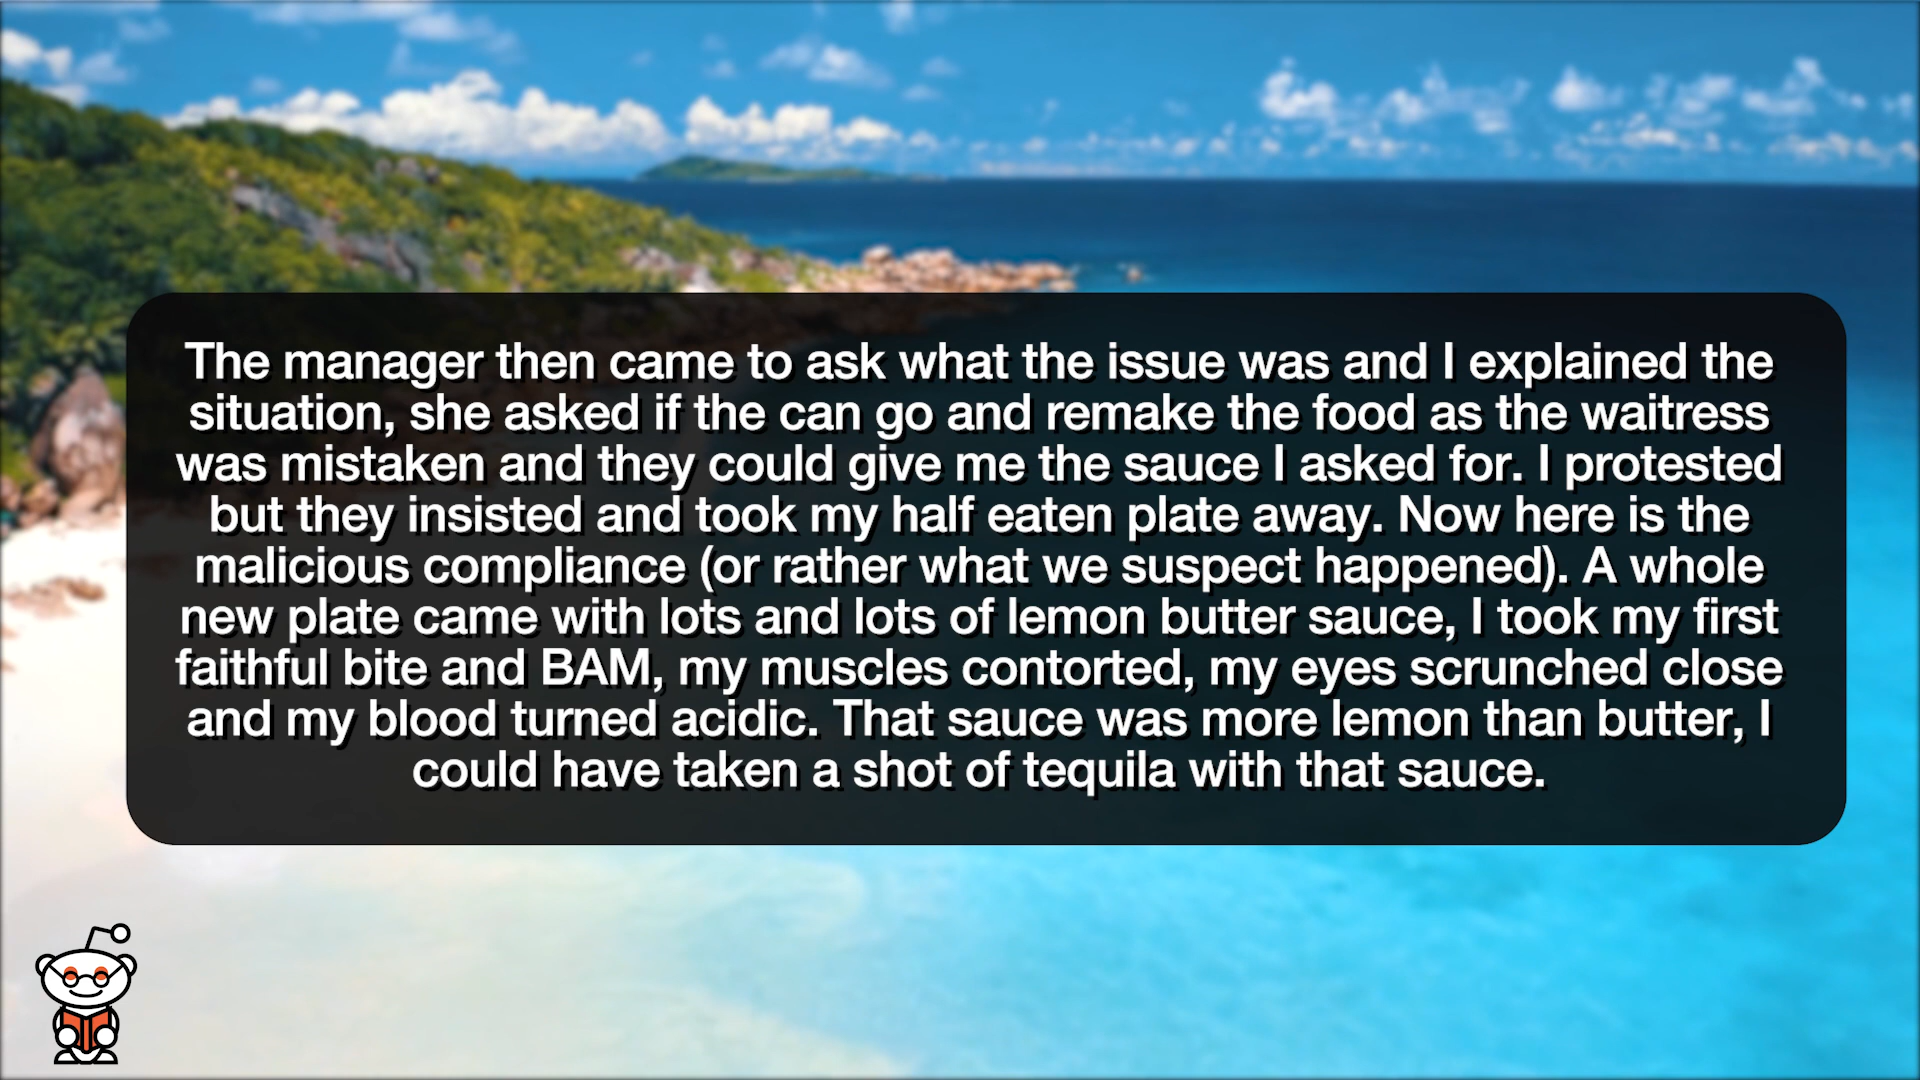 The manager then came to ask what the issue was and I explained the
situation, she asked if the can go and remake the food as the waitress
was mistaken and they could give me the sauce I asked for. I protested
but they insisted and took my half eaten plate away. Now here is the
malicious compliance (or rather what we suspect happened). A whole
new plate came with lots and lots of lemon butter sauce, I took my first
faithful bite and BAM, my muscles contorted, my eyes scrunched close
and my blood turned acidic. That sauce was more lemon than butter, I
could have taken a shot of tequila with that sauce.